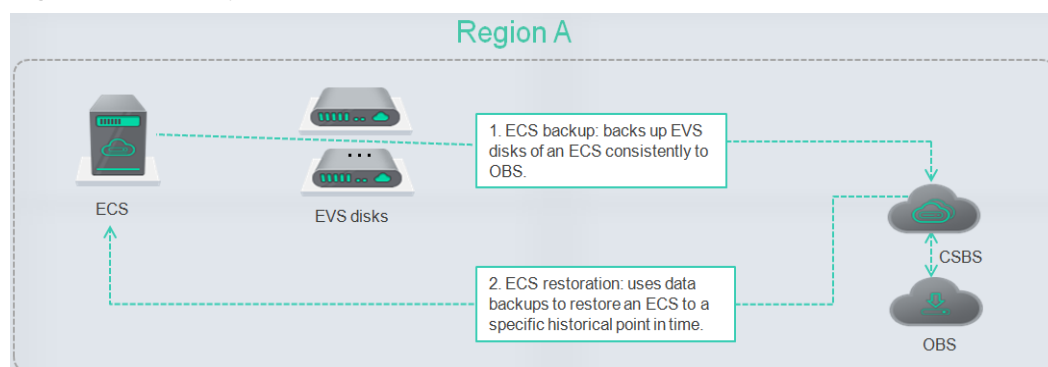 Region A
1. ECS backup: backs up EVS
disks of an ECS consistently to
OBS.
ECS
EVS disks
CSBS
2. ECS restoration: uses data
backups to restore an ECS to a
specific historical point in time.
OBS